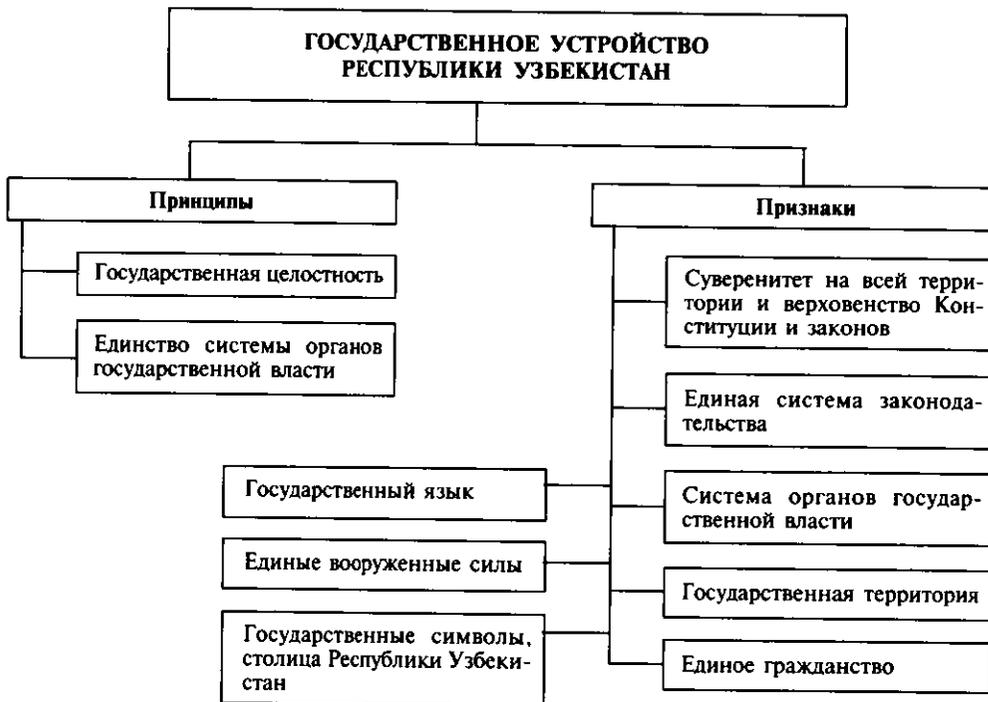 ГОСУДАРСТВЕННОЕ УСТРОЙСТВО
РЕСПУБЛИКИ УЗБЕКИСТАН
Принципы
Государственная целостность
Единство системы органов
государственной власти
Признаки
Суверенитет на всей терри-
тории и верховенство Кон-
ституции и законов
Единая система законода-
тельства
Система органов государ-
ственной власти
Государственная территория
Единое гражданство
Государственный язык
Единые вооруженные силы
Государственные символы,
столица Республики Узбеки-
стан